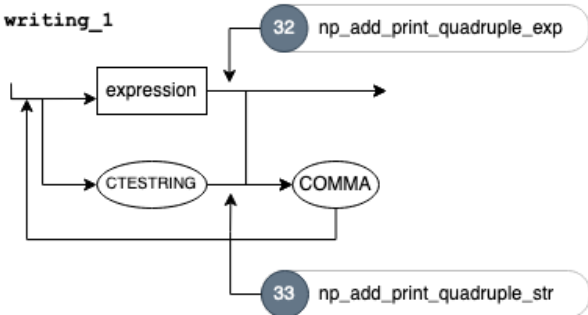 writing_1
32 np_add_print_quadruple_exp
expression
CTESTRING
COMMA
33 np_add_print_quadruple_str